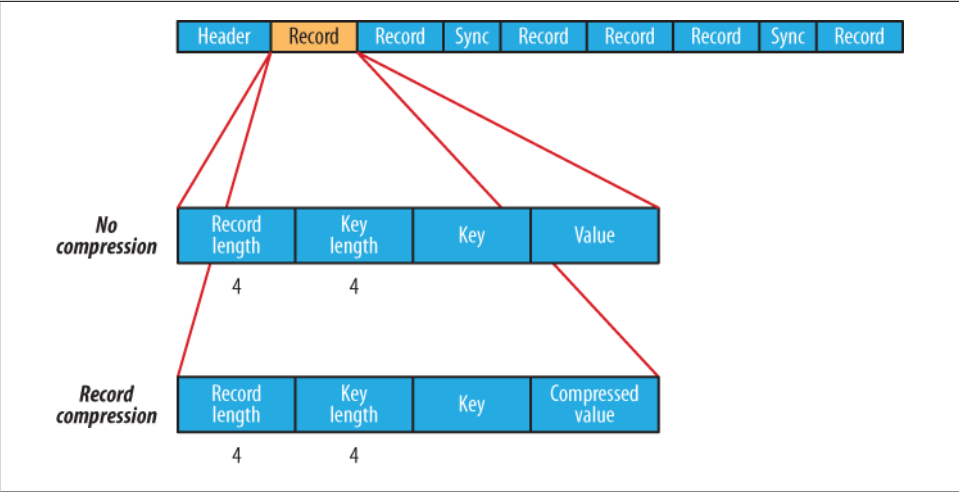 Header Record Record Sync Record Record Record Sync Record
No
compression
Record
length
Key
length
Key
Value
4 4
Record
compression
Record
length
Key
length
Key
Compressed
value
4 4